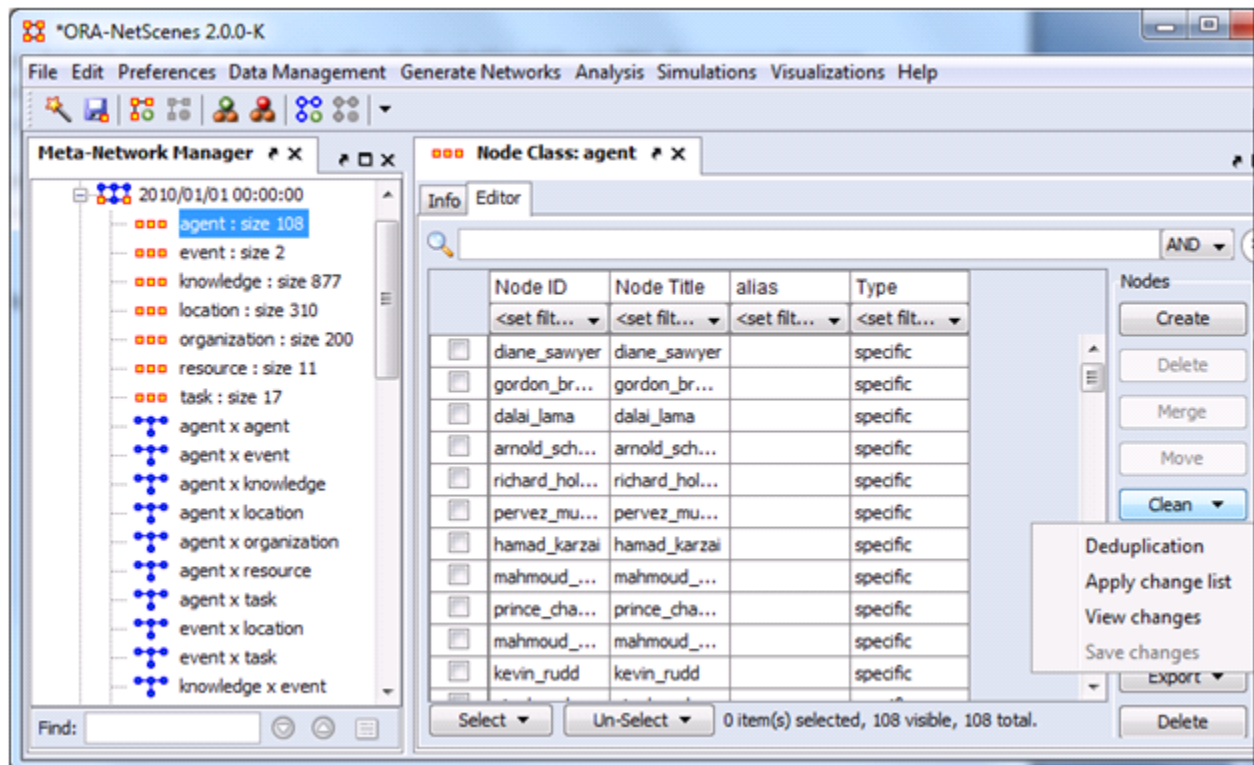 *ORA-NetScenes 2.0.0-K
File Edit Preferences Data Management Generate Networks Analysis Simulations Visualizations Help
Meta-Network Manager
2010/01/01 00:00:00
agent : size 108
event : size 2
knowledge : size 877
location : size 310
organization : size 200
resource : size 11
task : size 17
agent x agent
agent x event
agent x knowledge
agent x location
agent x organization
agent x resource
agent x task
event x location
event x task
knowledge x event
Find:
Node Class: agent
Info Editor
AND
Node ID Node Title alias Type
<set filt... <set filt... <set filt... <set filt...
diane_sawyer diane_sawyer specific
gordon_br... gordon_br... specific
dalai_lama dalai_lama specific
arnold_sch... arnold_sch... specific
richard_hol... richard_hol... specific
pervez_mu... pervez_mu... specific
hamad_karzai hamad_karzai specific
mahmoud_... mahmoud_... specific
prince_cha... prince_cha... specific
mahmoud_... mahmoud_... specific
kevin_rudd kevin_rudd specific
Select Un-Select 0 item(s) selected, 108 visible, 108 total.
Nodes
Create
Delete
Merge
Move
Clean
Deduplication
Apply change list
View changes
Save changes
Export
Delete